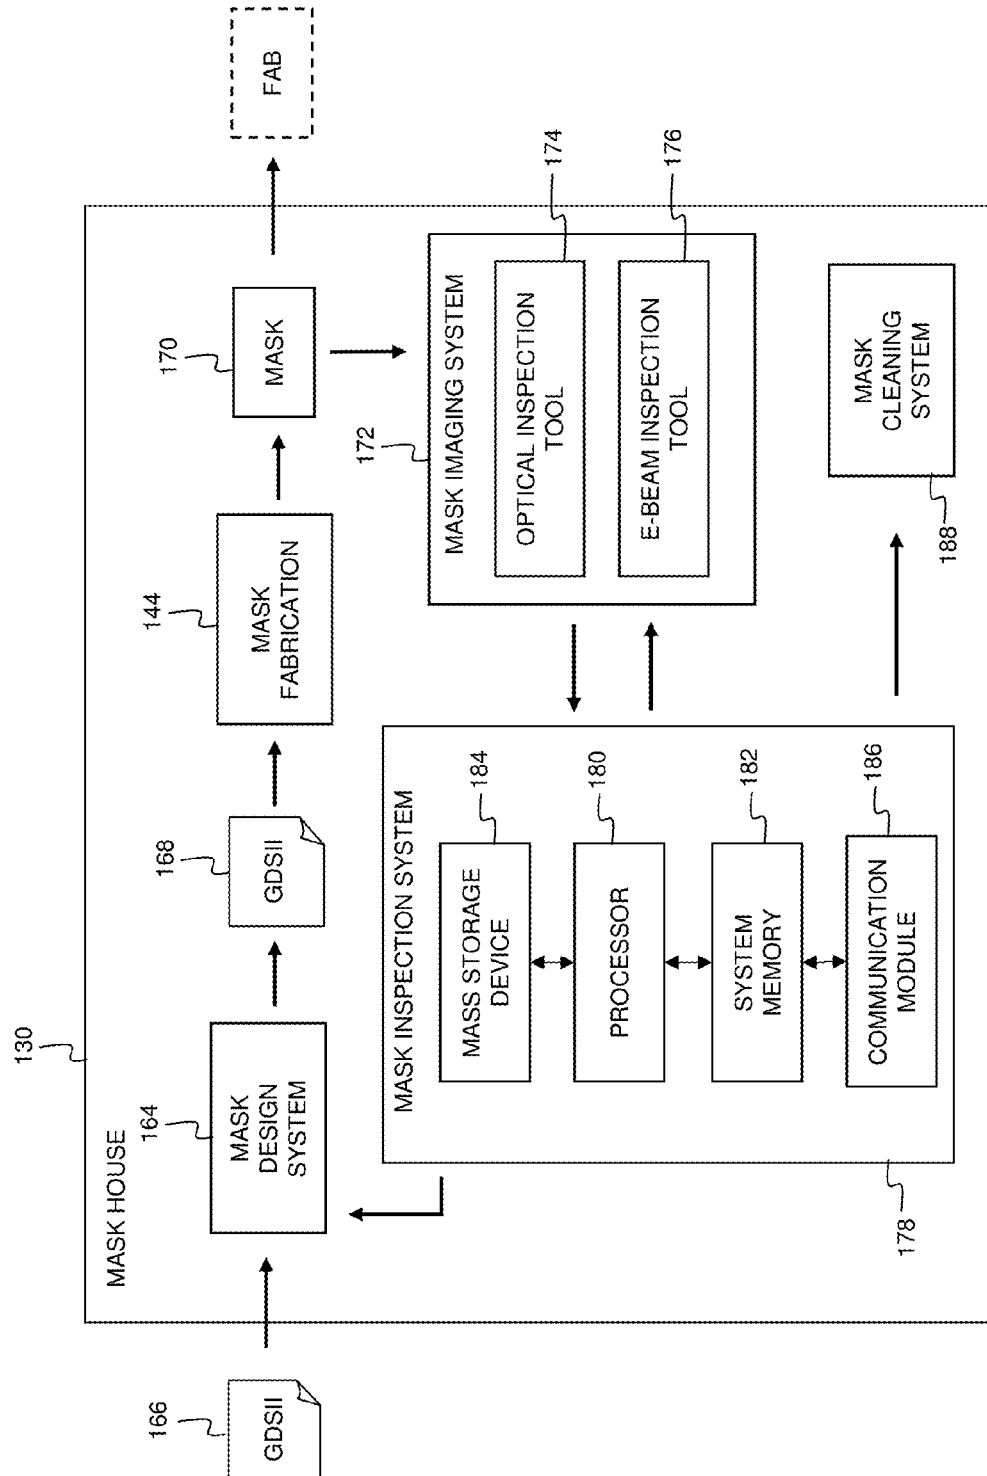 130
MASK HOUSE
166
GDSII
164
MASK
DESIGN
SYSTEM
168
GDSII
144
MASK
FABRICATION
170
MASK
FAB
MASK INSPECTION SYSTEM
184
MASS STORAGE
DEVICE
180
PROCESSOR
182
SYSTEM
MEMORY
186
COMMUNICATION
MODULE
178
172
MASK IMAGING SYSTEM
174
OPTICAL INSPECTION
TOOL
176
E-BEAM INSPECTION
TOOL
MASK
CLEANING
SYSTEM
188